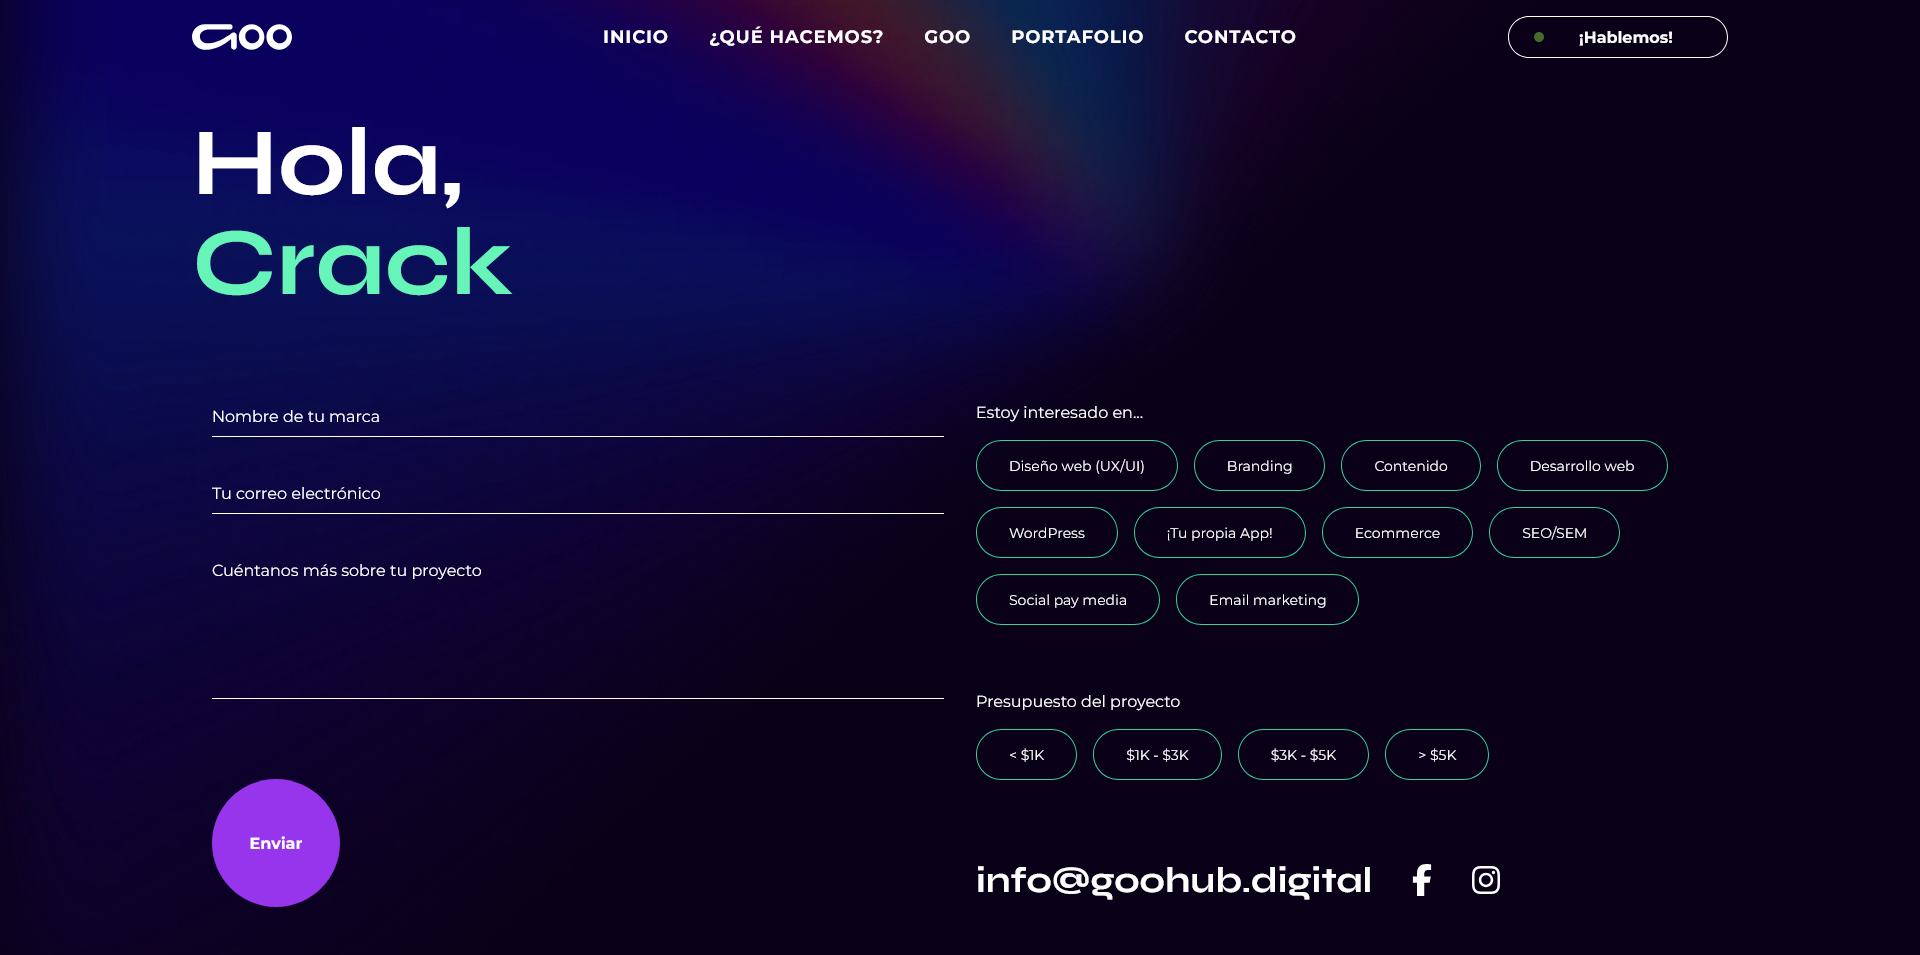 GOO
INICIO ¿QUÉ HACEMOS? GOO PORTAFOLIO CONTACTO
¡Hablemos!
Hola,
Crack
Nombre de tu marca
Tu correo electrónico
Cuéntanos más sobre tu proyecto
Enviar
Estoy interesado en...
Diseño web (UX/UI) Branding Contenido Desarrollo web
WordPress ¡Tu propia App! Ecommerce SEO/SEM
Social pay media Email marketing
Presupuesto del proyecto
< $1K $1K - $3K $3K - $5K > $5K
info@goohub.digital